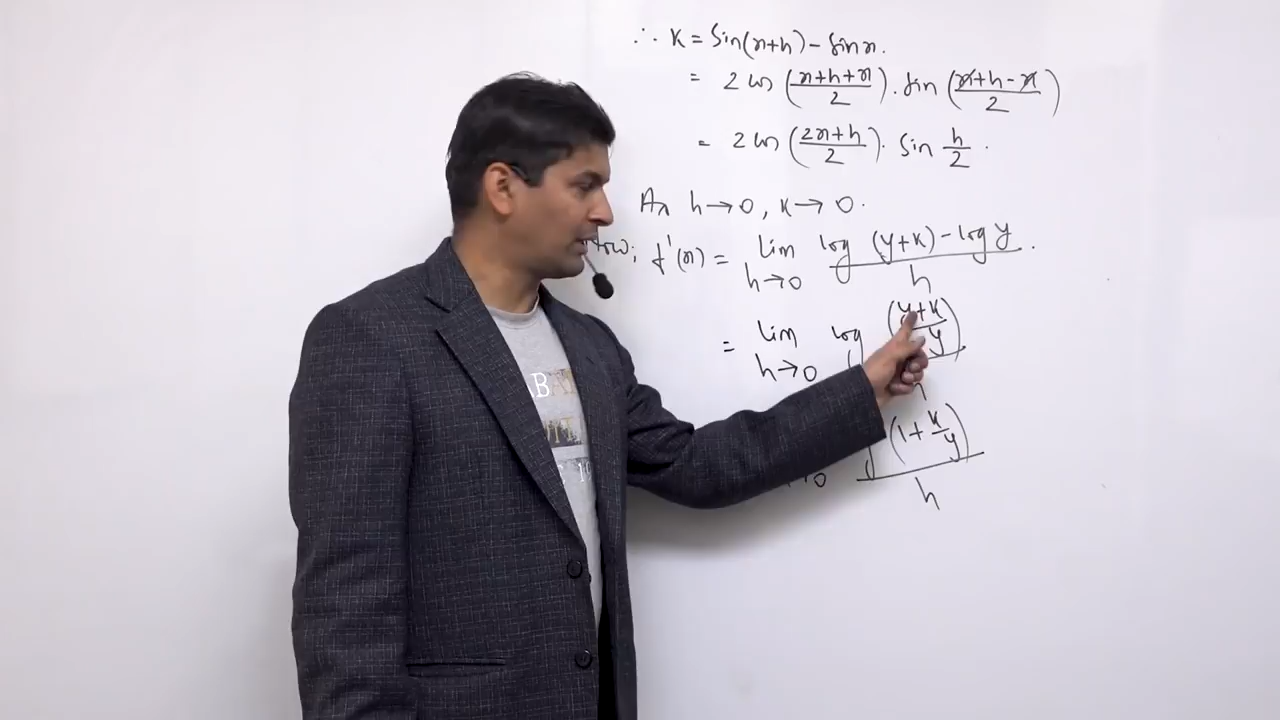 ∴ K = Sin(x+h) - Sin x.
= 2 cos ((x+h+x)/2) . Sin ((x+h-x)/2)
= 2 cos ((2x+h)/2) . Sin h/2 .
As h→0, K→0.
f'(x) = lim h→0 (log (y+K) - log y)/h .
= lim h→0 log ((y+K)/y)
(1 + K/y)
→0 h